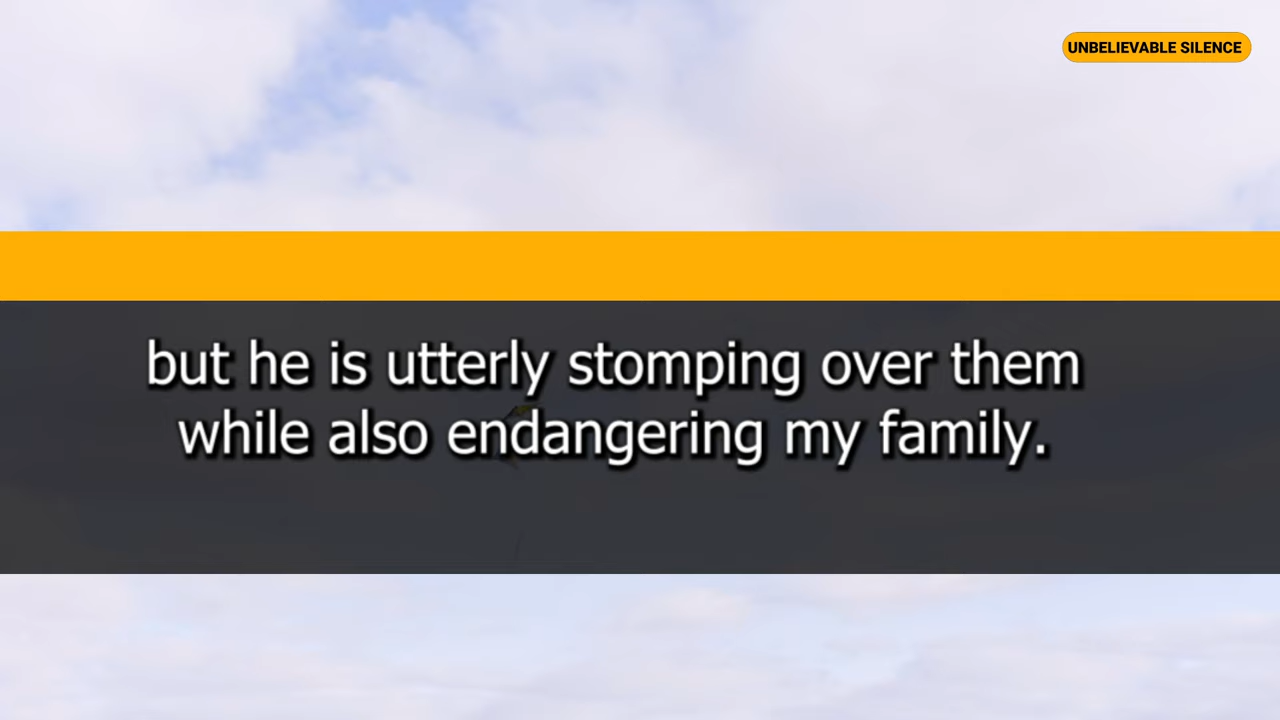 UNBELIEVABLE SILENCE
but he is utterly stomping over them
while also endangering my family.